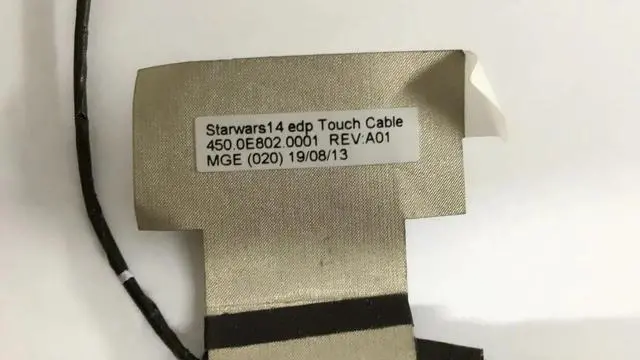 Starwars14 edp Touch Cable
450.0E802.0001 REV:A01
MGE (020) 19/08/13